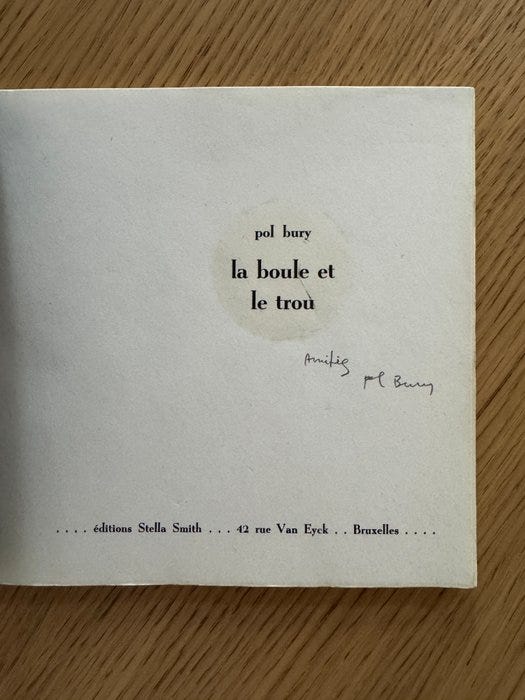 pol bury
la boule et
le trou
Amitiés
pol Bury
. . . . éditions Stella Smith . . . 42 rue Van Eyck . . Bruxelles . . . .